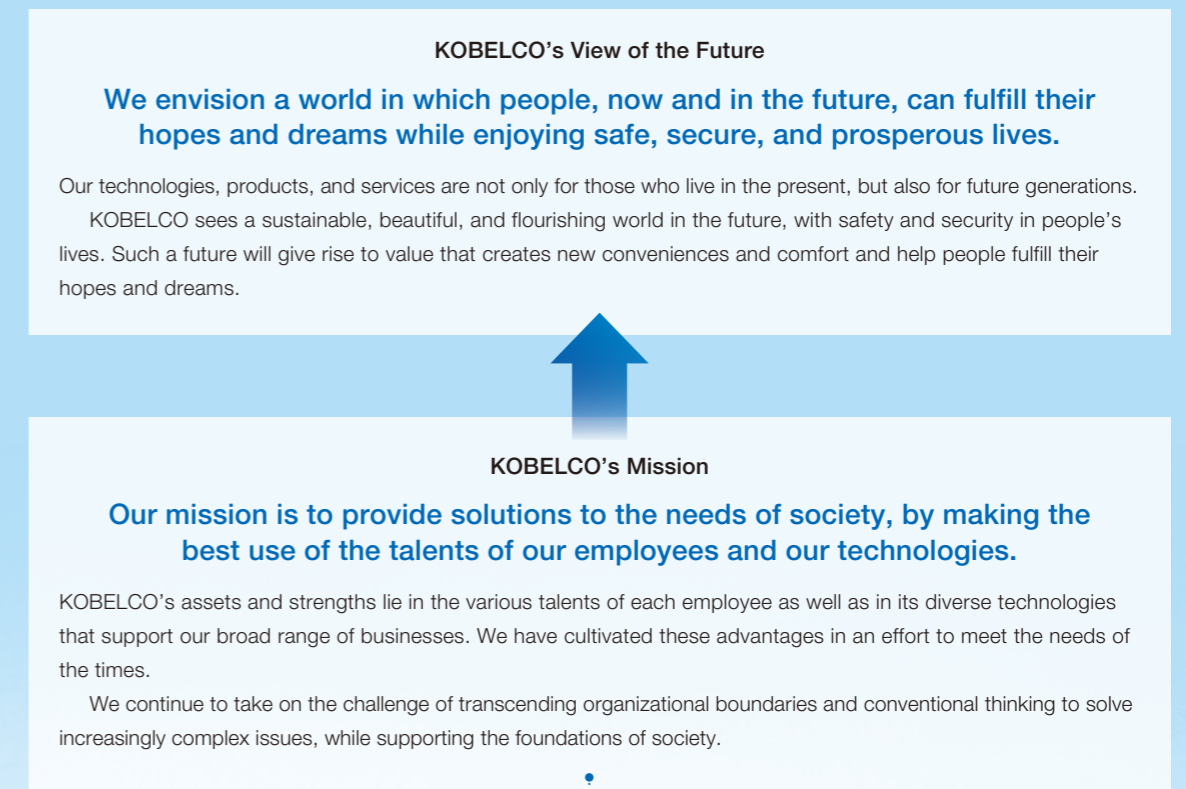 KOBELCO’s View of the Future
We envision a world in which people, now and in the future, can fulfill their
hopes and dreams while enjoying safe, secure, and prosperous lives.
Our technologies, products, and services are not only for those who live in the present, but also for future generations.
KOBELCO sees a sustainable, beautiful, and flourishing world in the future, with safety and security in people’s
lives. Such a future will give rise to value that creates new conveniences and comfort and help people fulfill their
hopes and dreams.
KOBELCO’s Mission
Our mission is to provide solutions to the needs of society, by making the
best use of the talents of our employees and our technologies.
KOBELCO’s assets and strengths lie in the various talents of each employee as well as in its diverse technologies
that support our broad range of businesses. We have cultivated these advantages in an effort to meet the needs of
the times.
We continue to take on the challenge of transcending organizational boundaries and conventional thinking to solve
increasingly complex issues, while supporting the foundations of society.